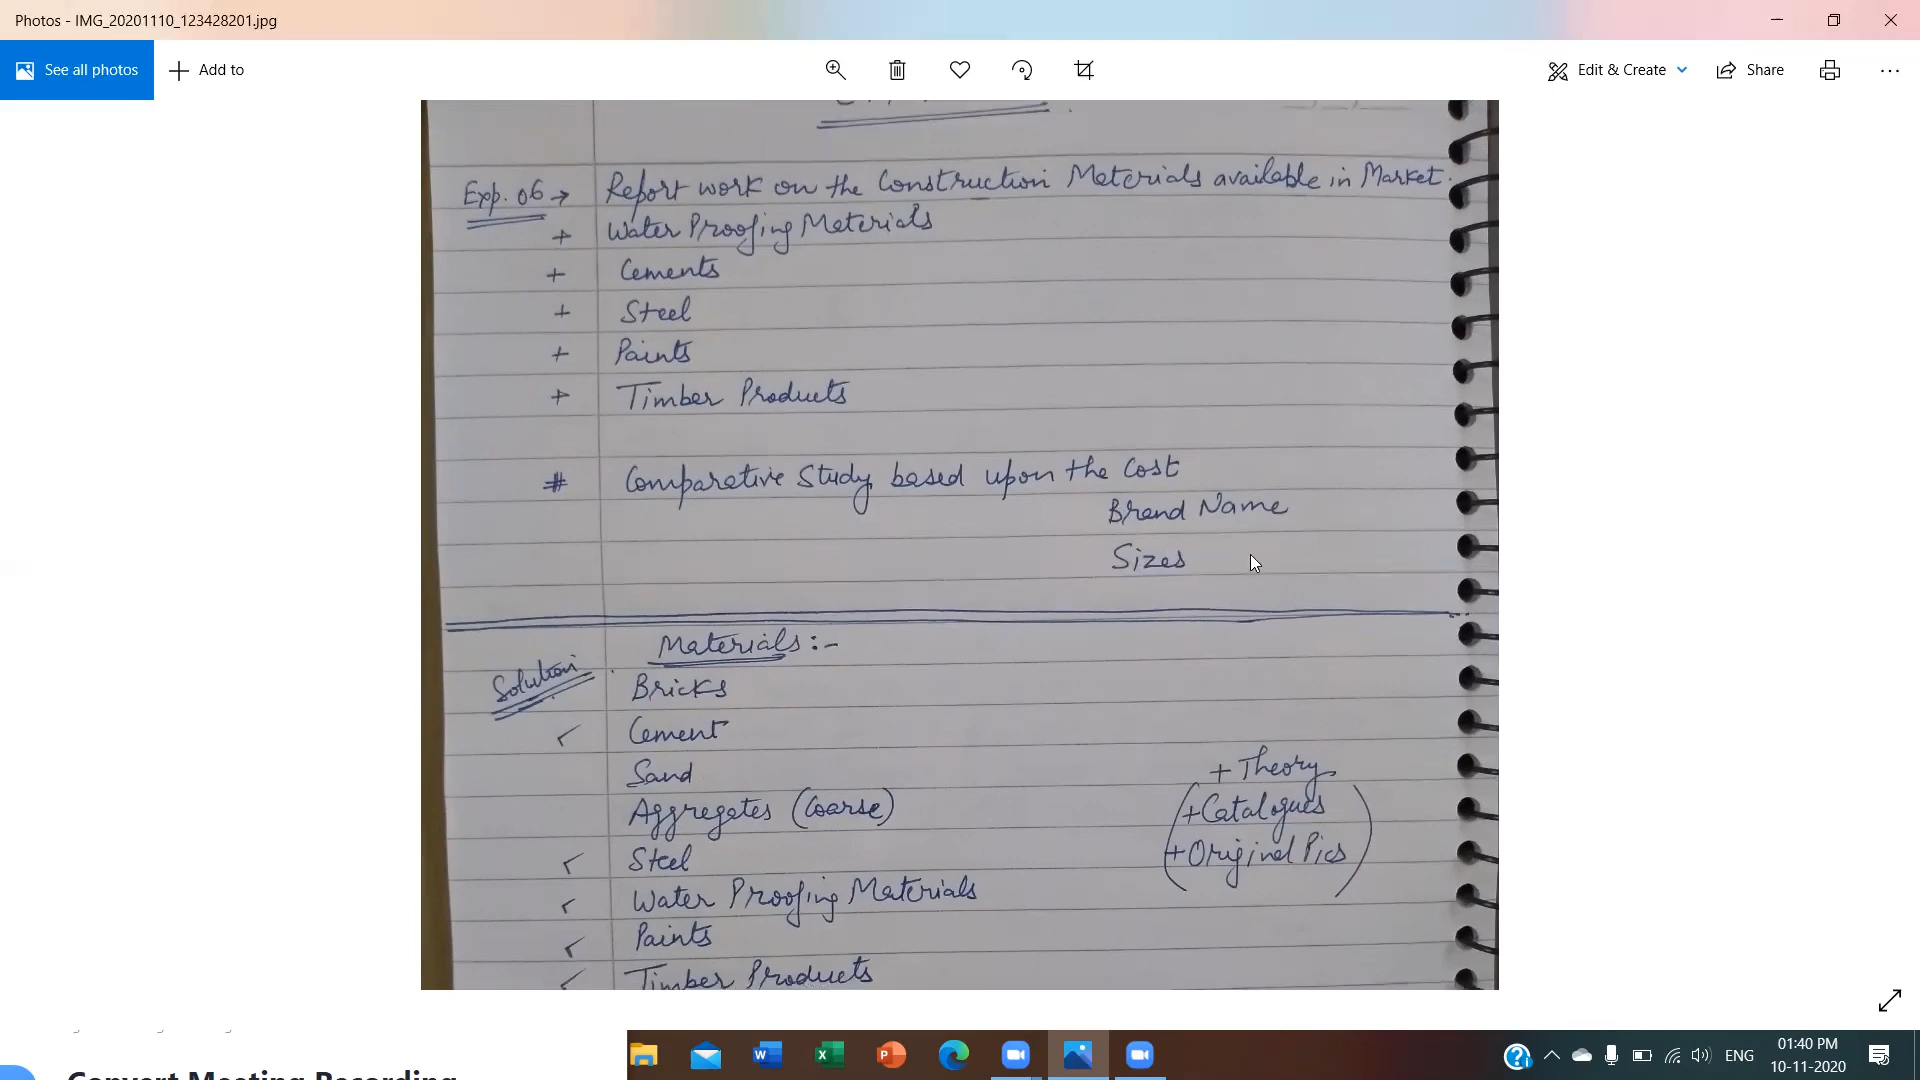 Photos - IMG_20201110_123428201.jpg
See all photos
Add to
Edit & Create
Share
Exp. 06 → Report work on the Construction Materials available in Market.
+ Water Proofing Materials
+ Cements
+ Steel
+ Paints
+ Timber Products
# Comparative Study based upon the Cost
Brand Name
Sizes
Materials :-
Solution
Bricks
✓ Cement
Sand
+ Theory
Aggregates (Coarse)
+ Catalogues
✓ Steel
+ Original Pics
✓ Water Proofing Materials
✓ Paints
✓ Timber Products
ENG
01:40 PM
10-11-2020
Convert Meeting Recording